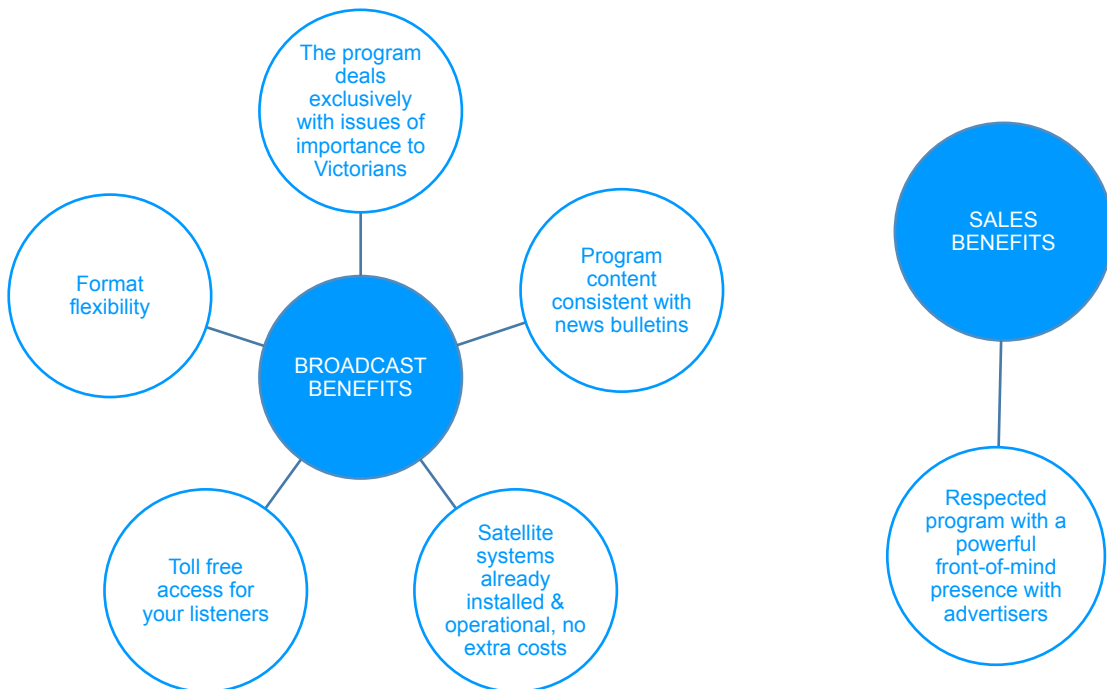 The program
deals
exclusively
with issues of
importance to
Victorians
Format
flexibility
Program
content
consistent with
news bulletins
BROADCAST
BENEFITS
Toll free
access for
your listeners
Satellite
systems
already
installed &
operational, no
extra costs
SALES
BENEFITS
Respected
program with a
powerful
front-of-mind
presence with
advertisers